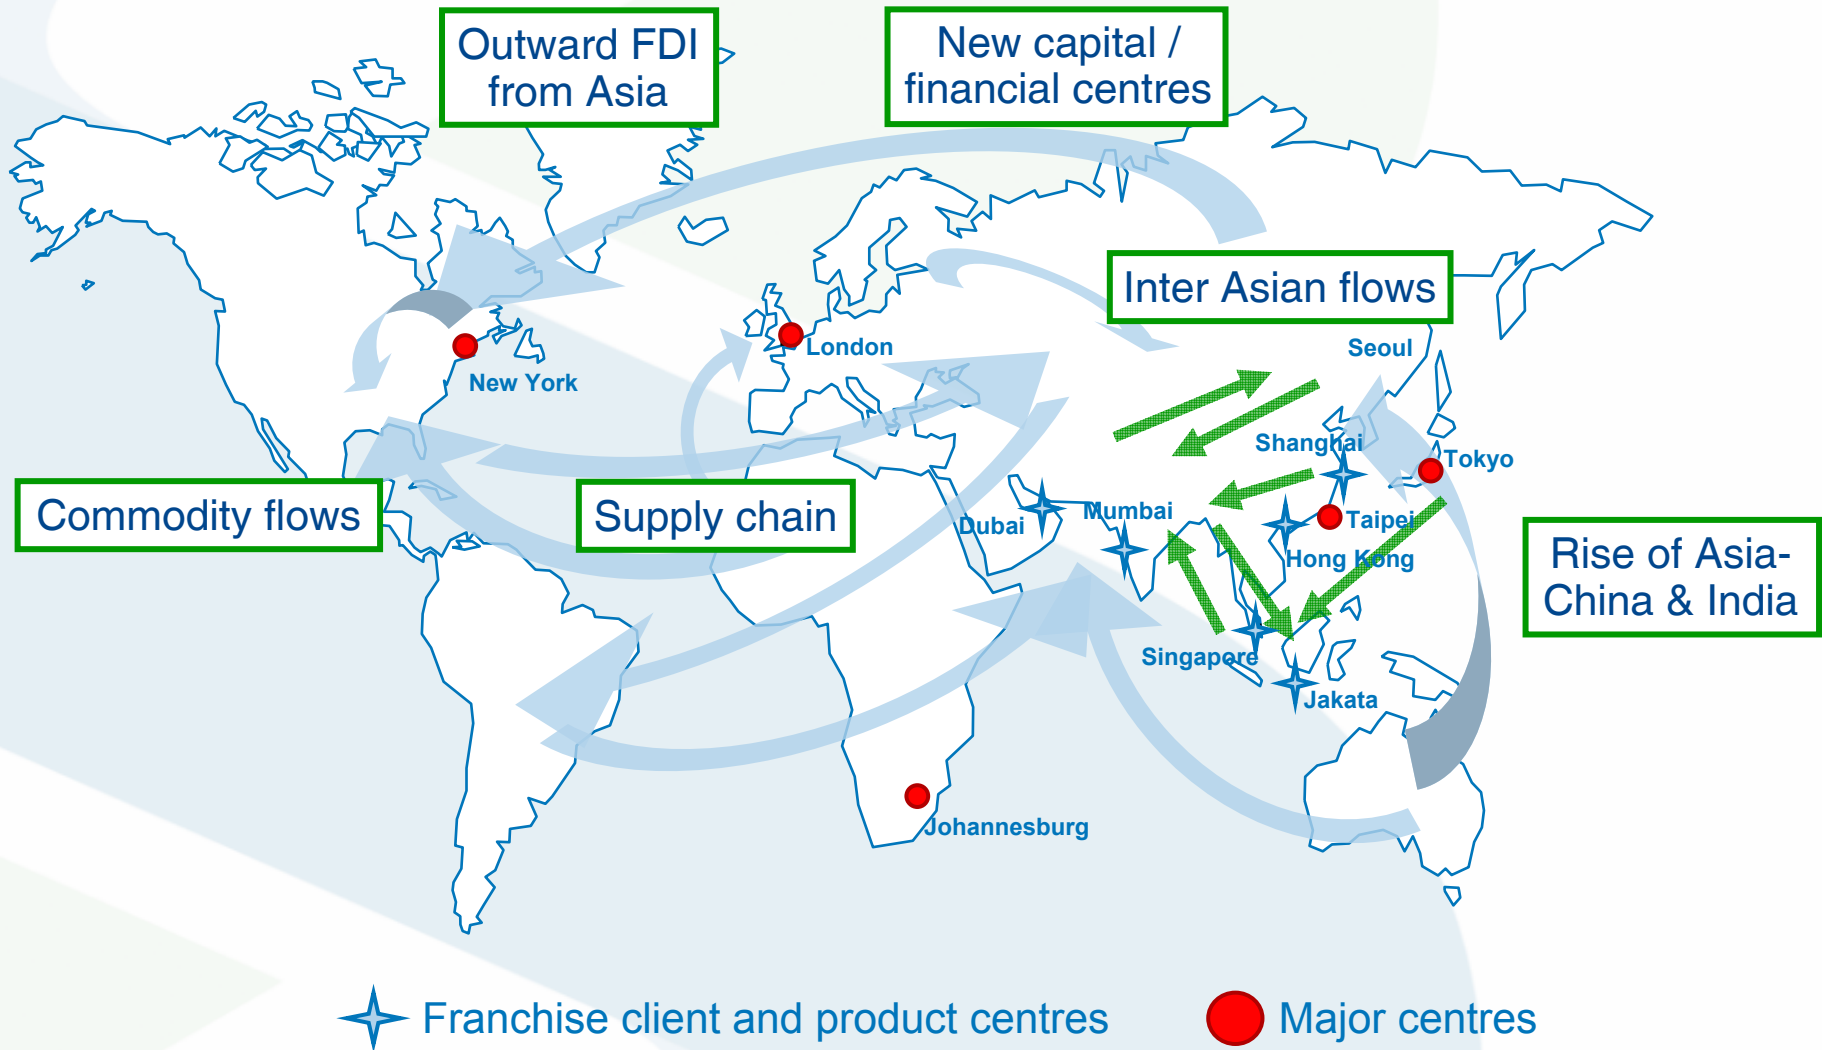 Outward FDI
from Asia
New capital /
financial centres
Inter Asian flows
London
Seoul
New York
Shanghai
Tokyo
Commodity flows
Supply chain
Dubai
Mumbai
Taipei
Hong Kong
Rise of Asia-
China & India
Singapore
Jakata
Johannesburg
Franchise client and product centres
Major centres